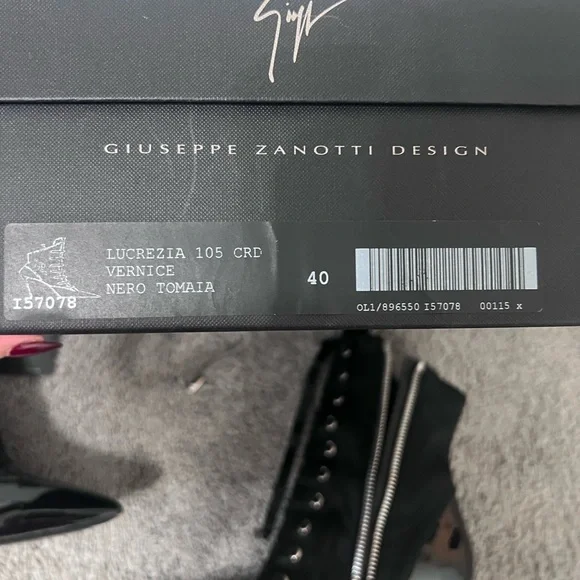 GIUSEPPE ZANOTTI DESIGN
LUCREZIA 105 CRD
VERNICE
NERO TOMAIA
I57078
40
OL1/896550 I57078 00115 x